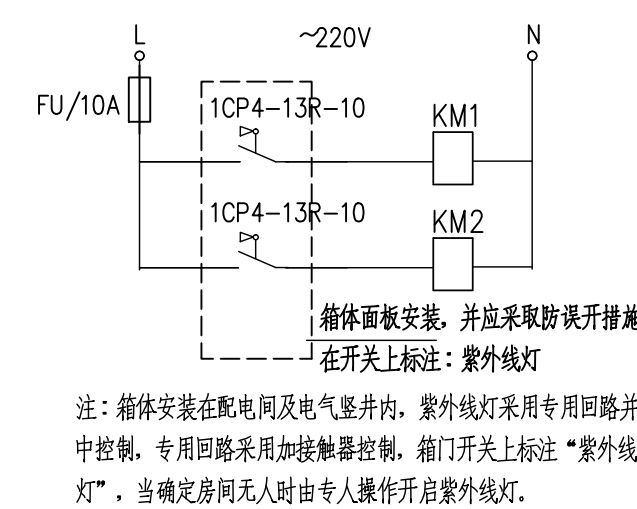 L ~220V N
FU/10A
1CP4-13R-10
KM1
1CP4-13R-10
KM2
箱体面板安装，并应采取防误开措施
在开关上标注：紫外线灯
注：箱体安装在配电间及电气竖井内，紫外线灯采用专用回路并
中控制，专用回路采用加接触器控制，箱门开关上标注“紫外线
灯”，当确定房间无人时由专人操作开启紫外线灯。